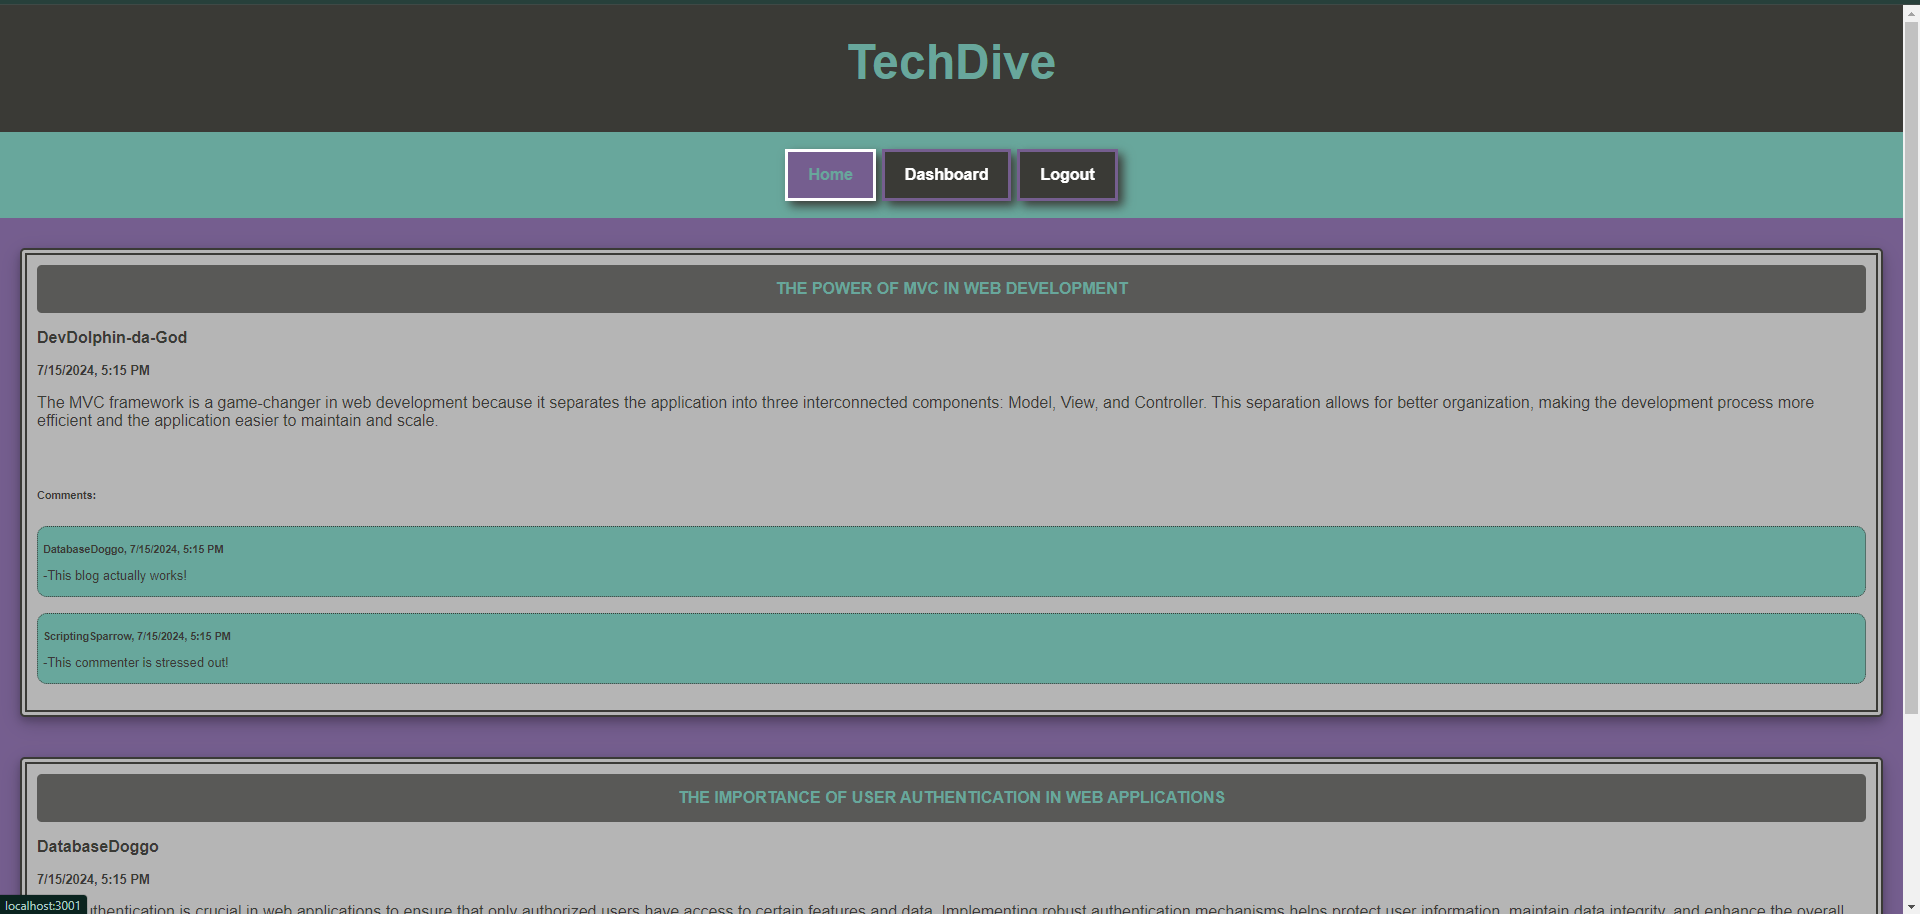 TechDive
Home Dashboard Logout
THE POWER OF MVC IN WEB DEVELOPMENT
DevDolphin-da-God
7/15/2024, 5:15 PM
The MVC framework is a game-changer in web development because it separates the application into three interconnected components: Model, View, and Controller. This separation allows for better organization, making the development process more
efficient and the application easier to maintain and scale.
Comments:
DatabaseDoggo, 7/15/2024, 5:15 PM
-This blog actually works!
ScriptingSparrow, 7/15/2024, 5:15 PM
-This commenter is stressed out!
THE IMPORTANCE OF USER AUTHENTICATION IN WEB APPLICATIONS
DatabaseDoggo
7/15/2024, 5:15 PM
uthentication is crucial in web applications to ensure that only authorized users have access to certain features and data. Implementing robust authentication mechanisms helps protect user information, maintain data integrity, and enhance the overall
localhost:3001